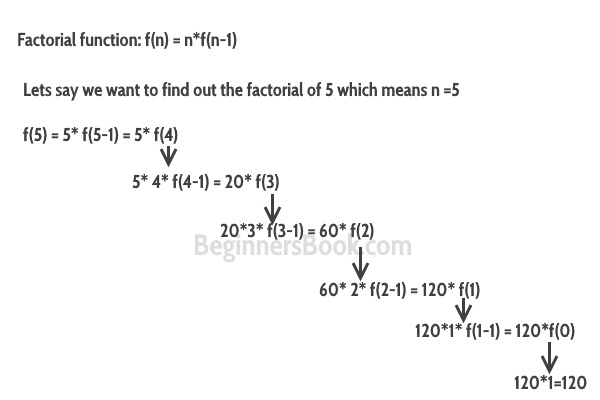 Factorial function: f(n) = n*f(n-1)
Lets say we want to find out the factorial of 5 which means n =5
f(5) = 5* f(5-1) = 5* f(4)
5* 4* f(4-1) = 20* f(3)
20*3* f(3-1) = 60* f(2)
BeginnersBook.com
60* 2* f(2-1) = 120* f(1)
120*1* f(1-1) = 120*f(0)
120*1=120